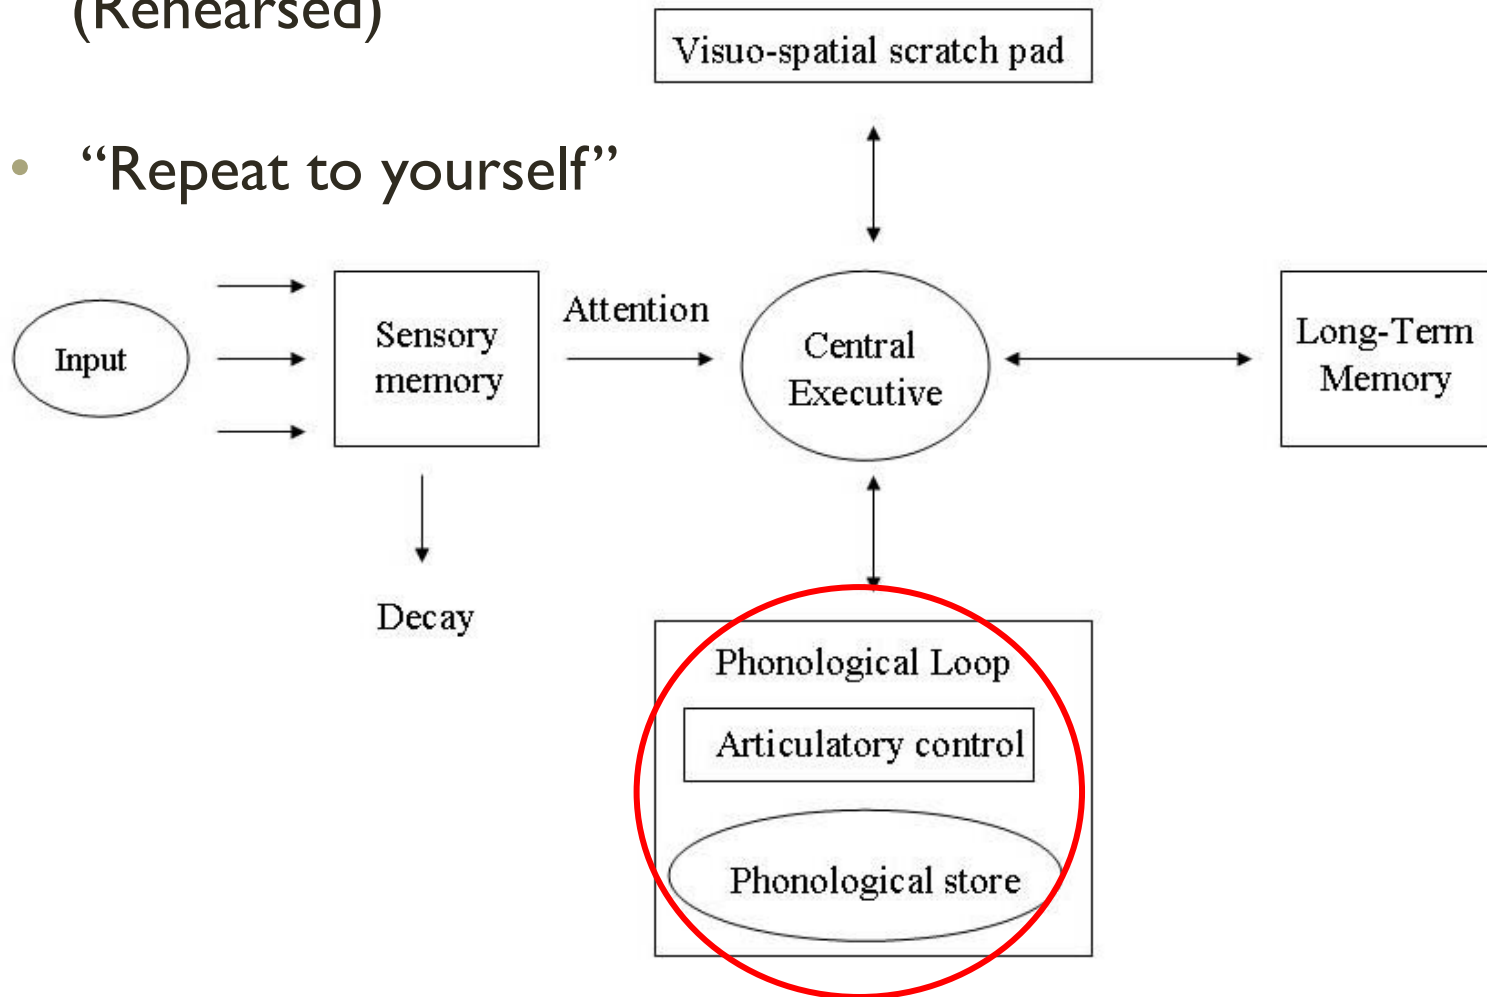 (Rehearsed)
Visuo-spatial scratch pad
• “Repeat to yourself”
Input
Sensory
memory
Attention
Central
Executive
Long-Term
Memory
Decay
Phonological Loop
Articulatory control
Phonological store